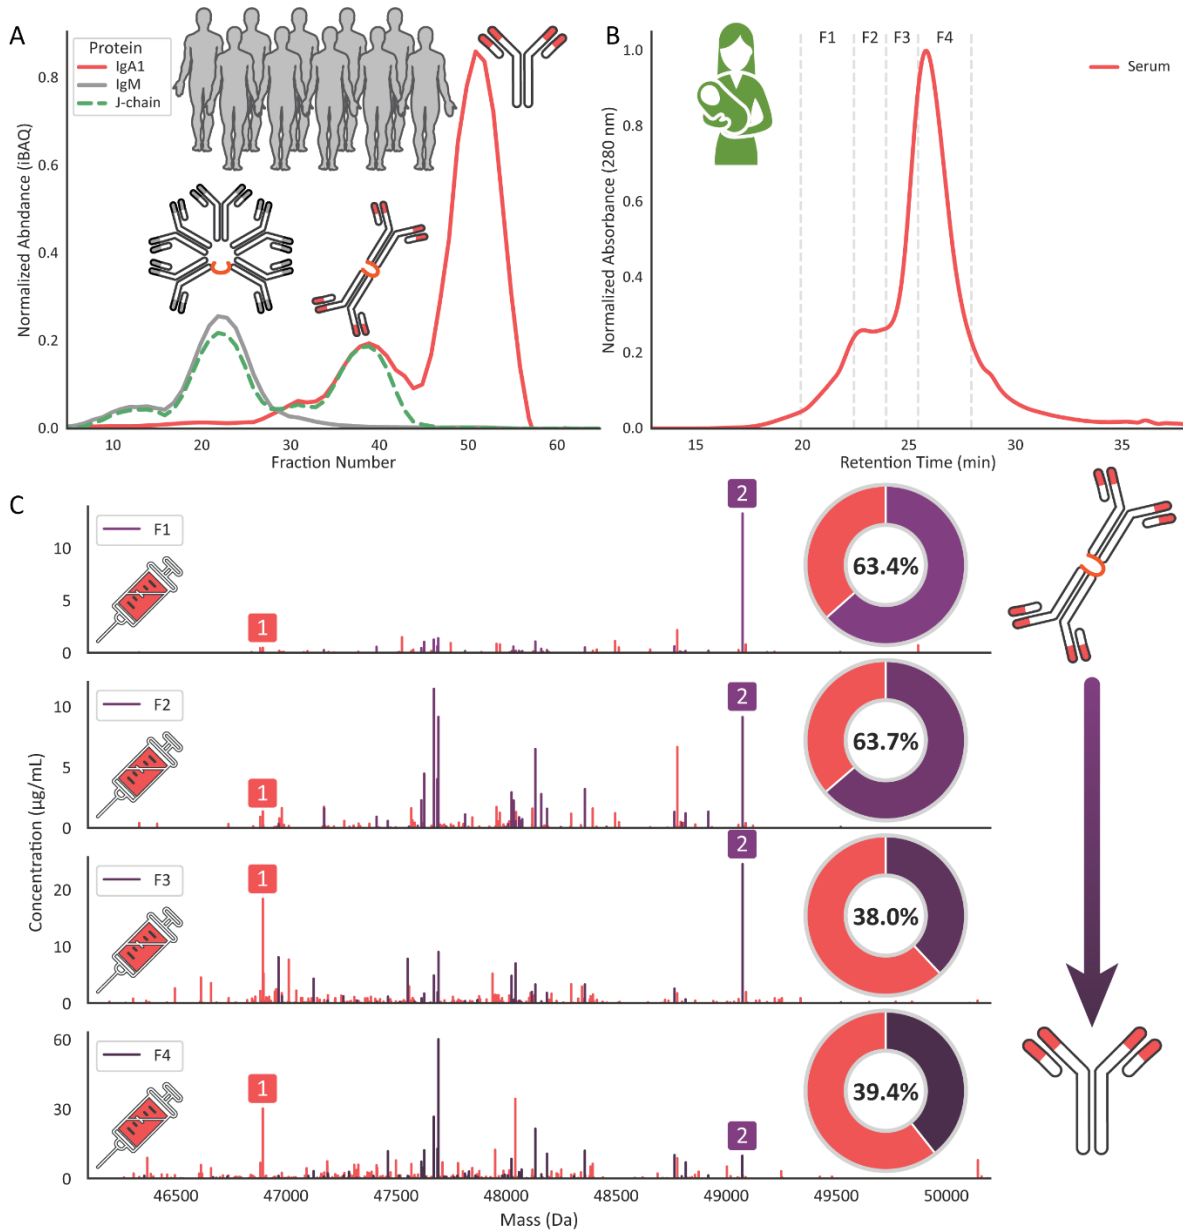 A
Protein
IgA1
IgM
J-chain
Normalized Abndance (iBAQ)
0.8
0.6
0.4
0.2
0.0
10 20 30 40 50 60
Fraction Number
B
F1 F2 F3 F4
Serum
Normalized Absorbance (280 nm)
1.0
0.8
0.6
0.4
0.2
0.0
15 20 25 30 35
Retention Time (min)
C
Concentration (µg/mL)
F1
10
5
0
1
2
63.4%
F2
10
5
0
1
2
63.7%
F3
20
10
0
1
2
38.0%
F4
60
30
0
1
2
39.4%
46500 47000 47500 48000 48500 49000 49500 50000
Mass (Da)